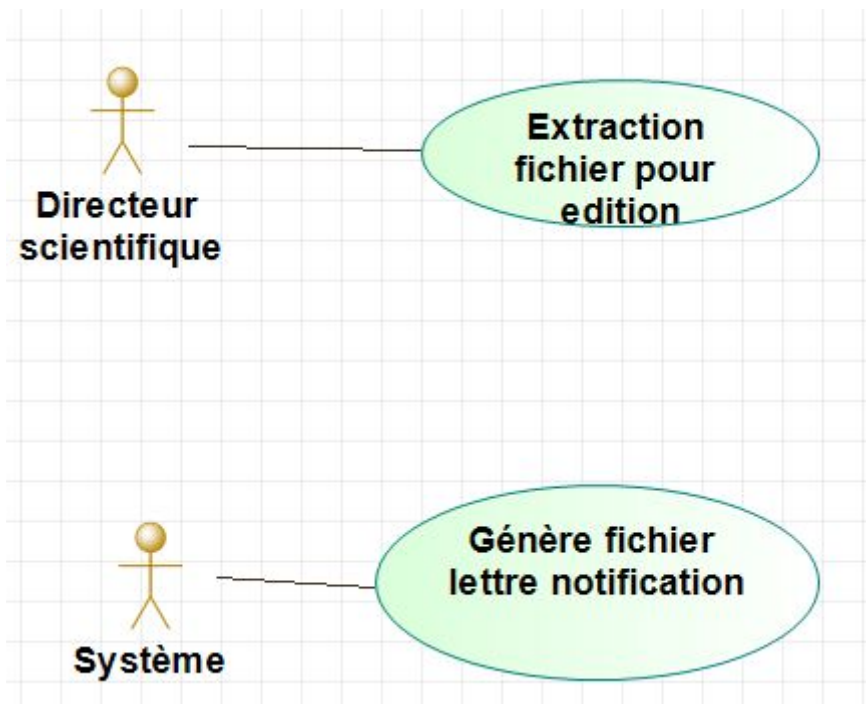 Extraction
fichier pour
edition
Directeur
scientifique
Génère fichier
lettre notification
Système